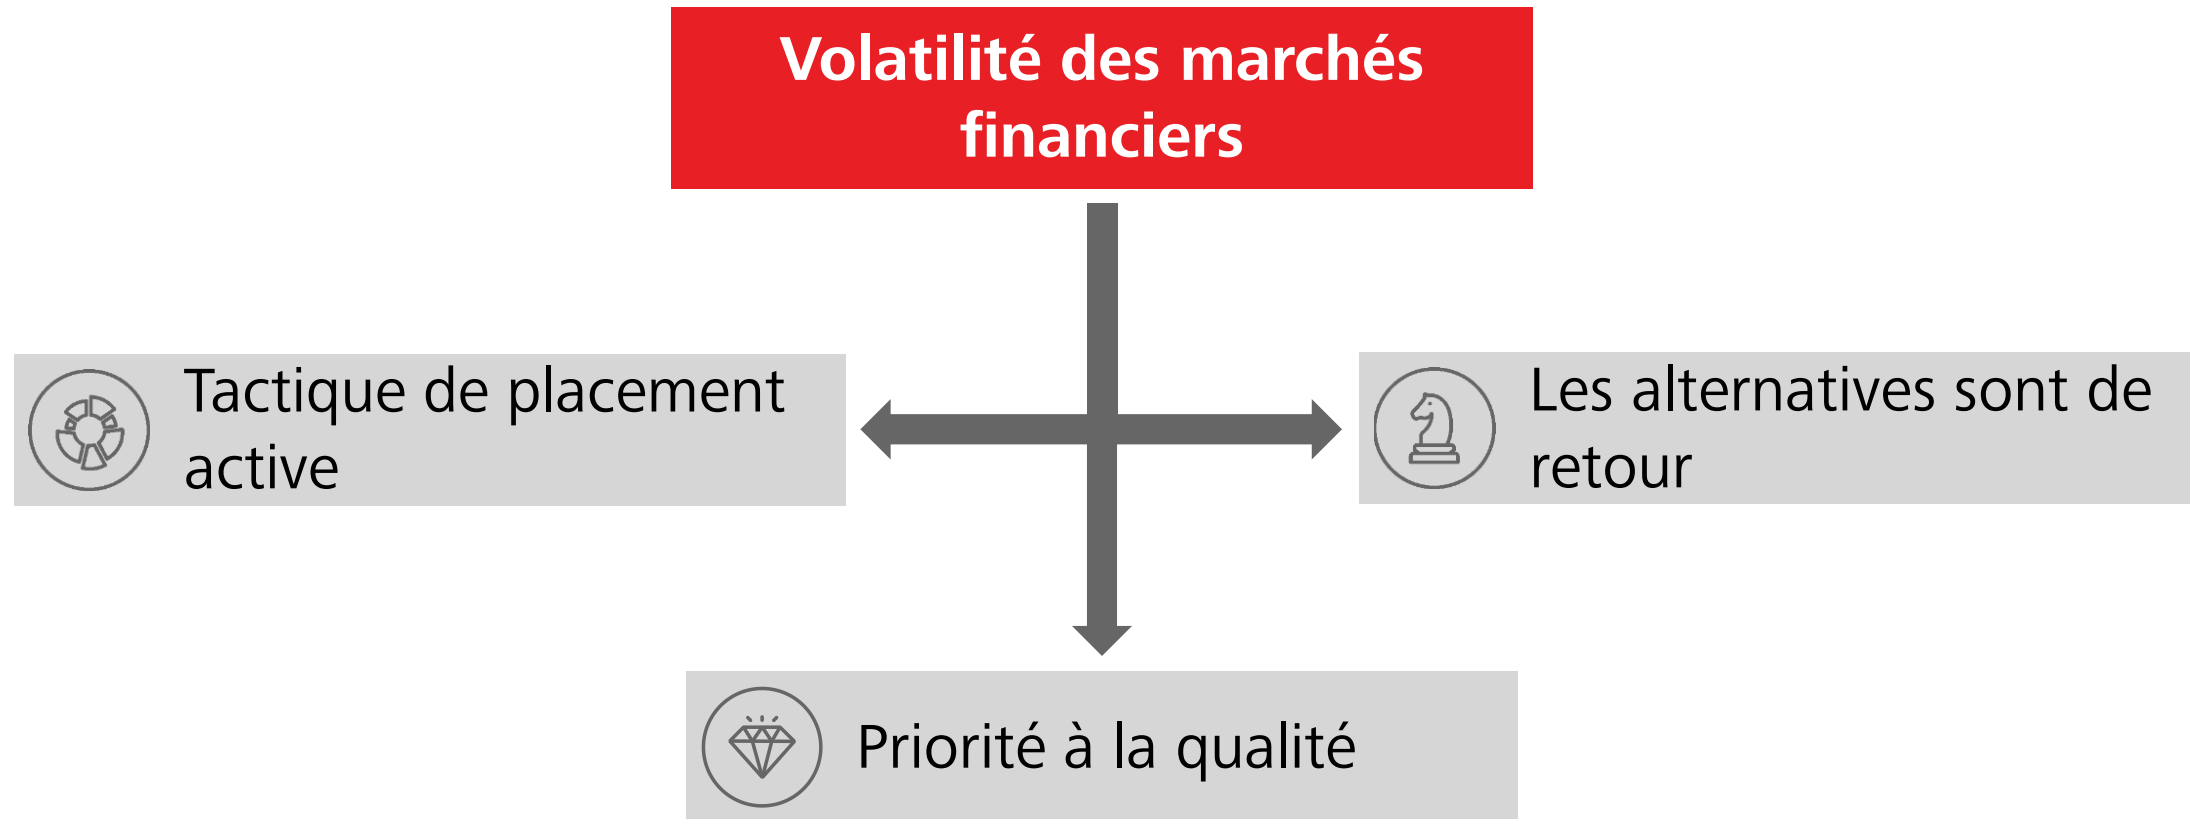 Volatilité des marchés
financiers
Tactique de placement
active
Les alternatives sont de
retour
Priorité à la qualité